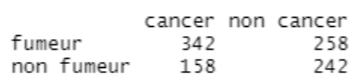 cancer non cancer
fumeur 342 258
non fumeur 158 242